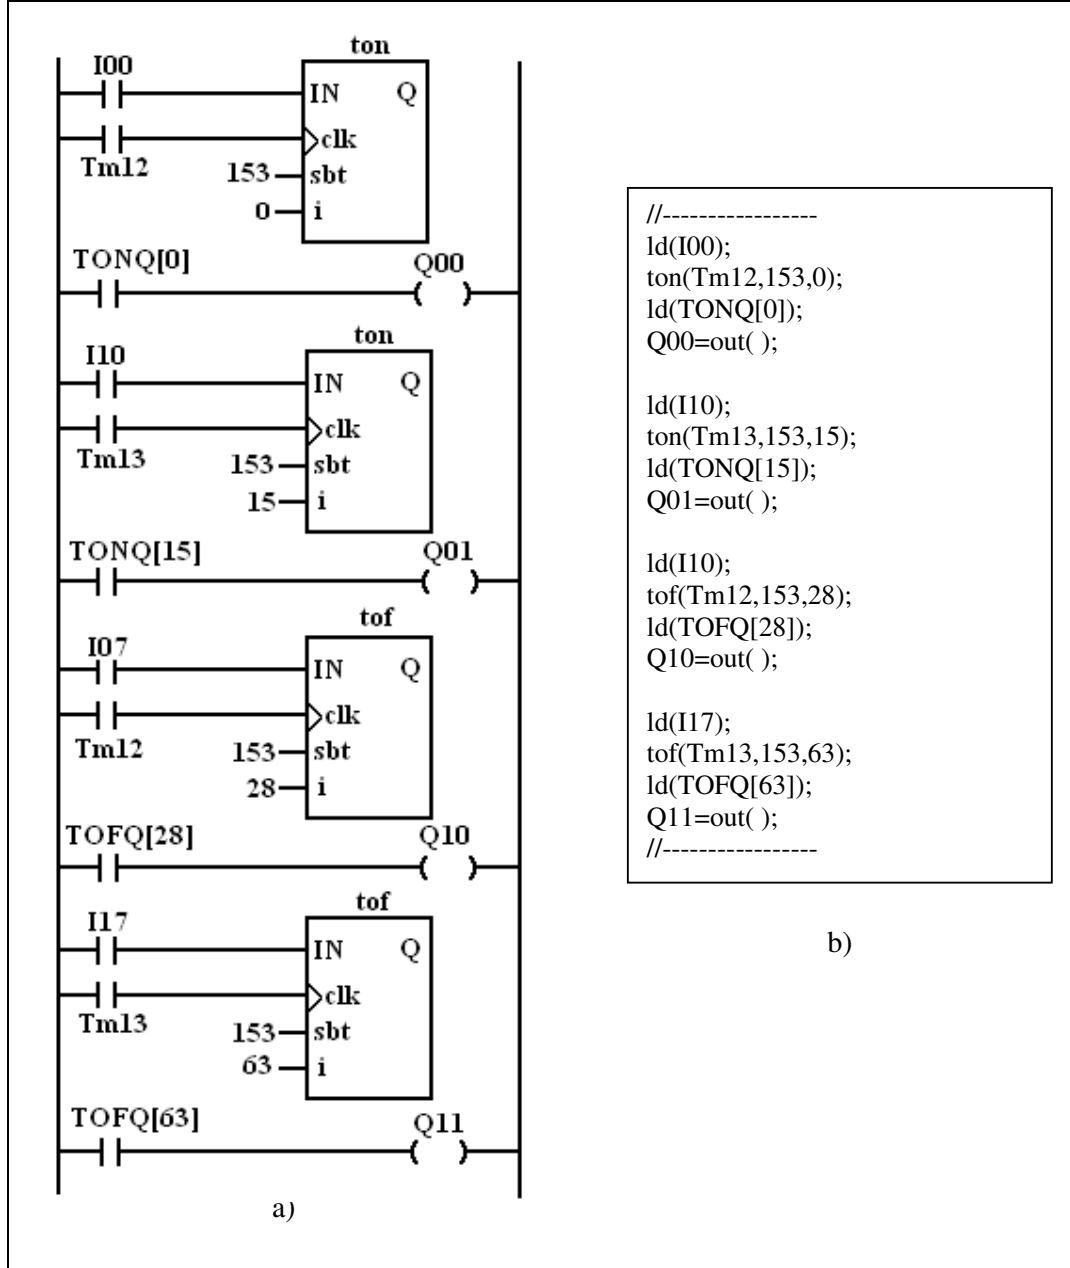 ton
I00
IN Q
clk
Tm12
153 sbt
0 i
TONQ[0] Q00
ton
I10
IN Q
clk
Tm13
153 sbt
15 i
TONQ[15] Q01
tof
I07
IN Q
clk
Tm12
153 sbt
28 i
TOFQ[28] Q10
tof
I17
IN Q
clk
Tm13
153 sbt
63 i
TOFQ[63] Q11
a)
//-----------------
ld(I00);
ton(Tm12,153,0);
ld(TONQ[0]);
Q00=out( );
ld(I10);
ton(Tm13,153,15);
ld(TONQ[15]);
Q01=out( );
ld(I10);
tof(Tm12,153,28);
ld(TOFQ[28]);
Q10=out( );
ld(I17);
tof(Tm13,153,63);
ld(TOFQ[63]);
Q11=out( );
//-----------------
b)